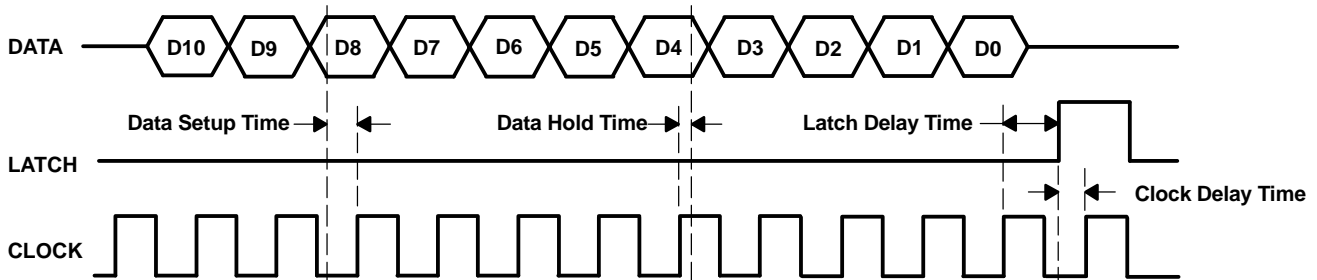 DATA D10 D9 D8 D7 D6 D5 D4 D3 D2 D1 D0
Data Setup Time Data Hold Time Latch Delay Time
LATCH
Clock Delay Time
CLOCK